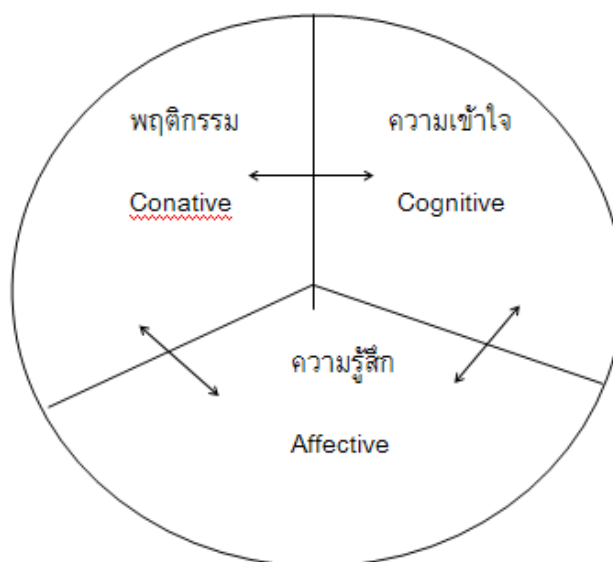 พฤติกรรม
Conative
ความเข้าใจ
Cognitive
ความรู้สึก
Affective